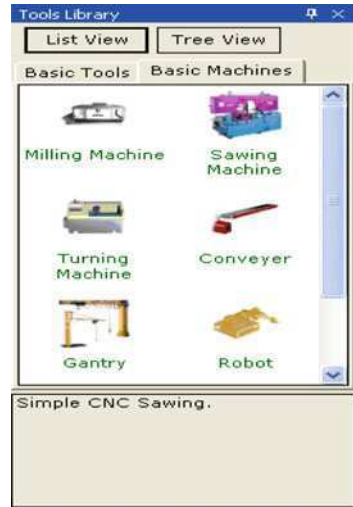 Tools Library
List View Tree View
Basic Tools Basic Machines
Milling Machine Sawing
Machine
Turning
Machine Conveyer
Gantry Robot
Simple CNC Sawing.